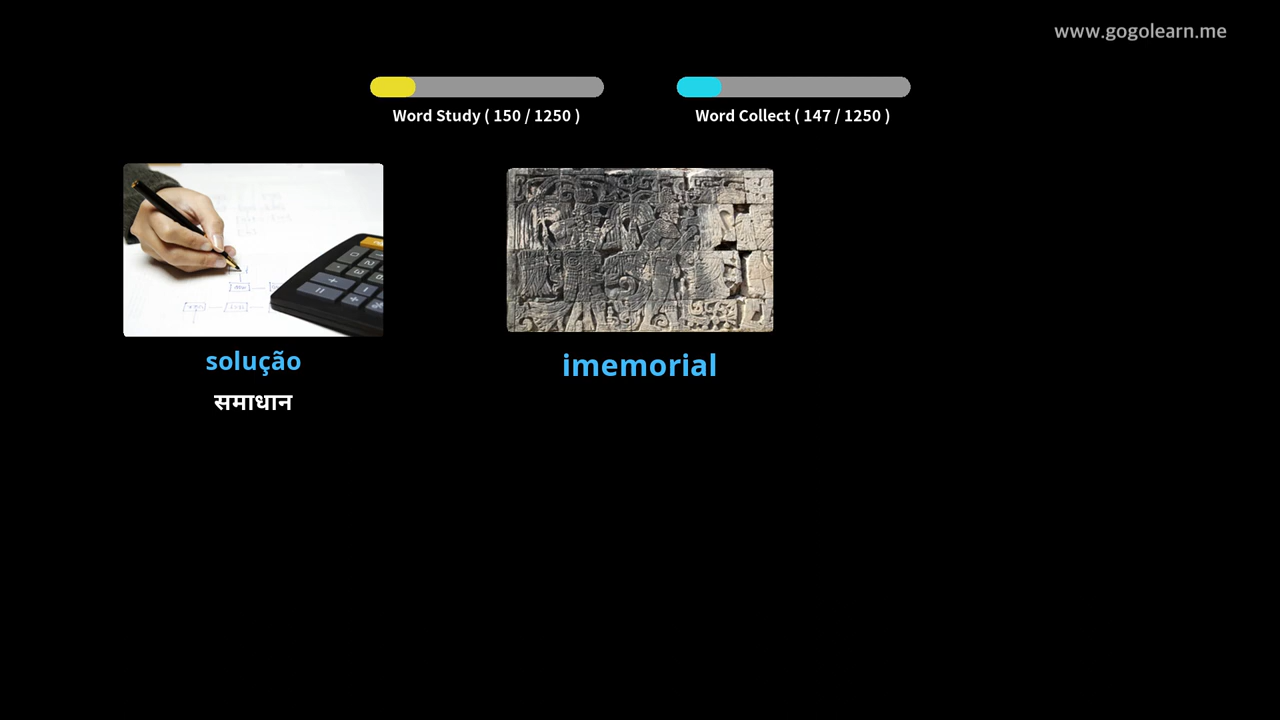 www.gogolearn.me
Word Study ( 150 / 1250 )
Word Collect ( 147 / 1250 )
solução
समाधान
imemorial